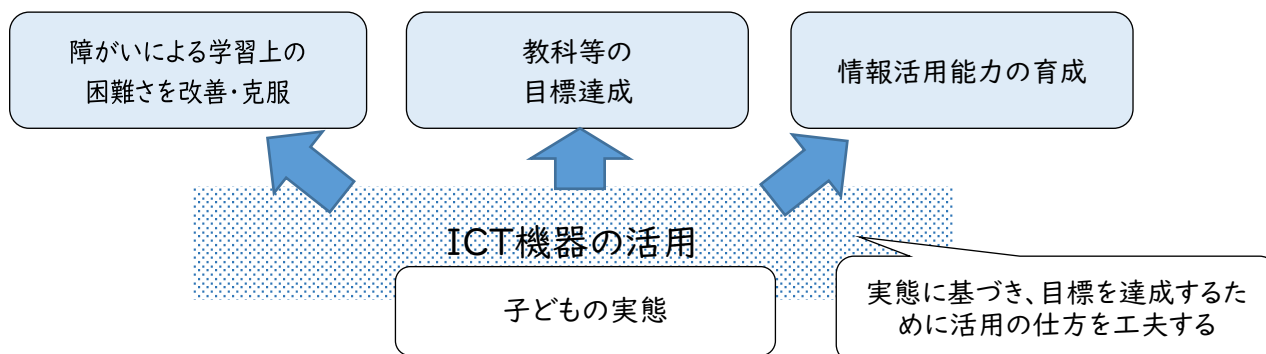 障がいによる学習上の
困難さを改善・克服
教科等の
目標達成
情報活用能力の育成
ICT機器の活用
子どもの実態
実態に基づき、目標を達成するた
めに活用の仕方を工夫する